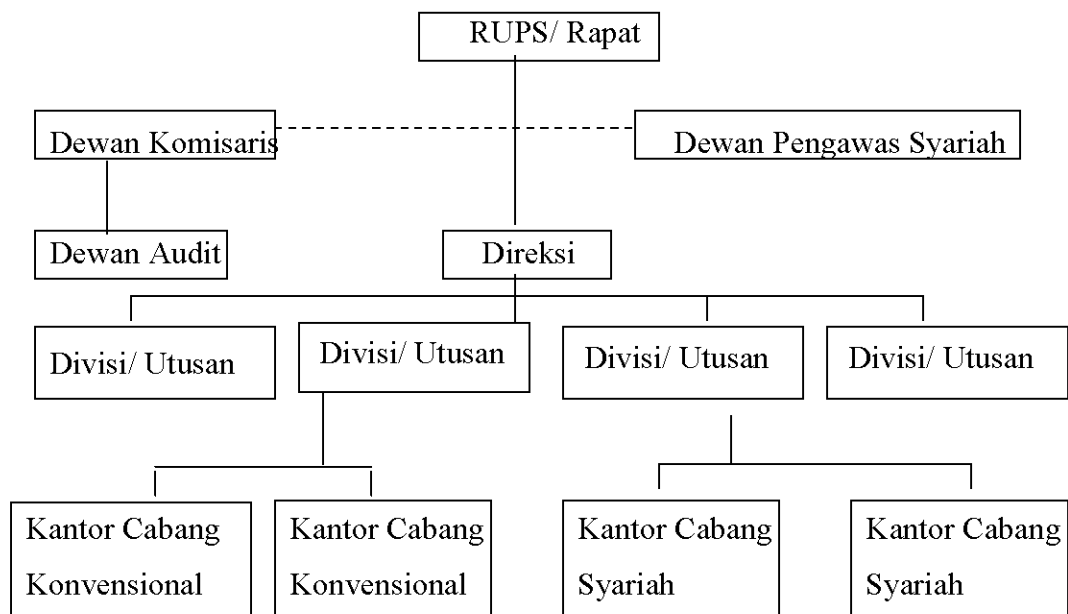 RUPS/ Rapat
Dewan Komisaris
Dewan Pengawas Syariah
Dewan Audit
Direksi
Divisi/ Utusan
Divisi/ Utusan
Divisi/ Utusan
Divisi/ Utusan
Kantor Cabang
Konvensional
Kantor Cabang
Konvensional
Kantor Cabang
Syariah
Kantor Cabang
Syariah